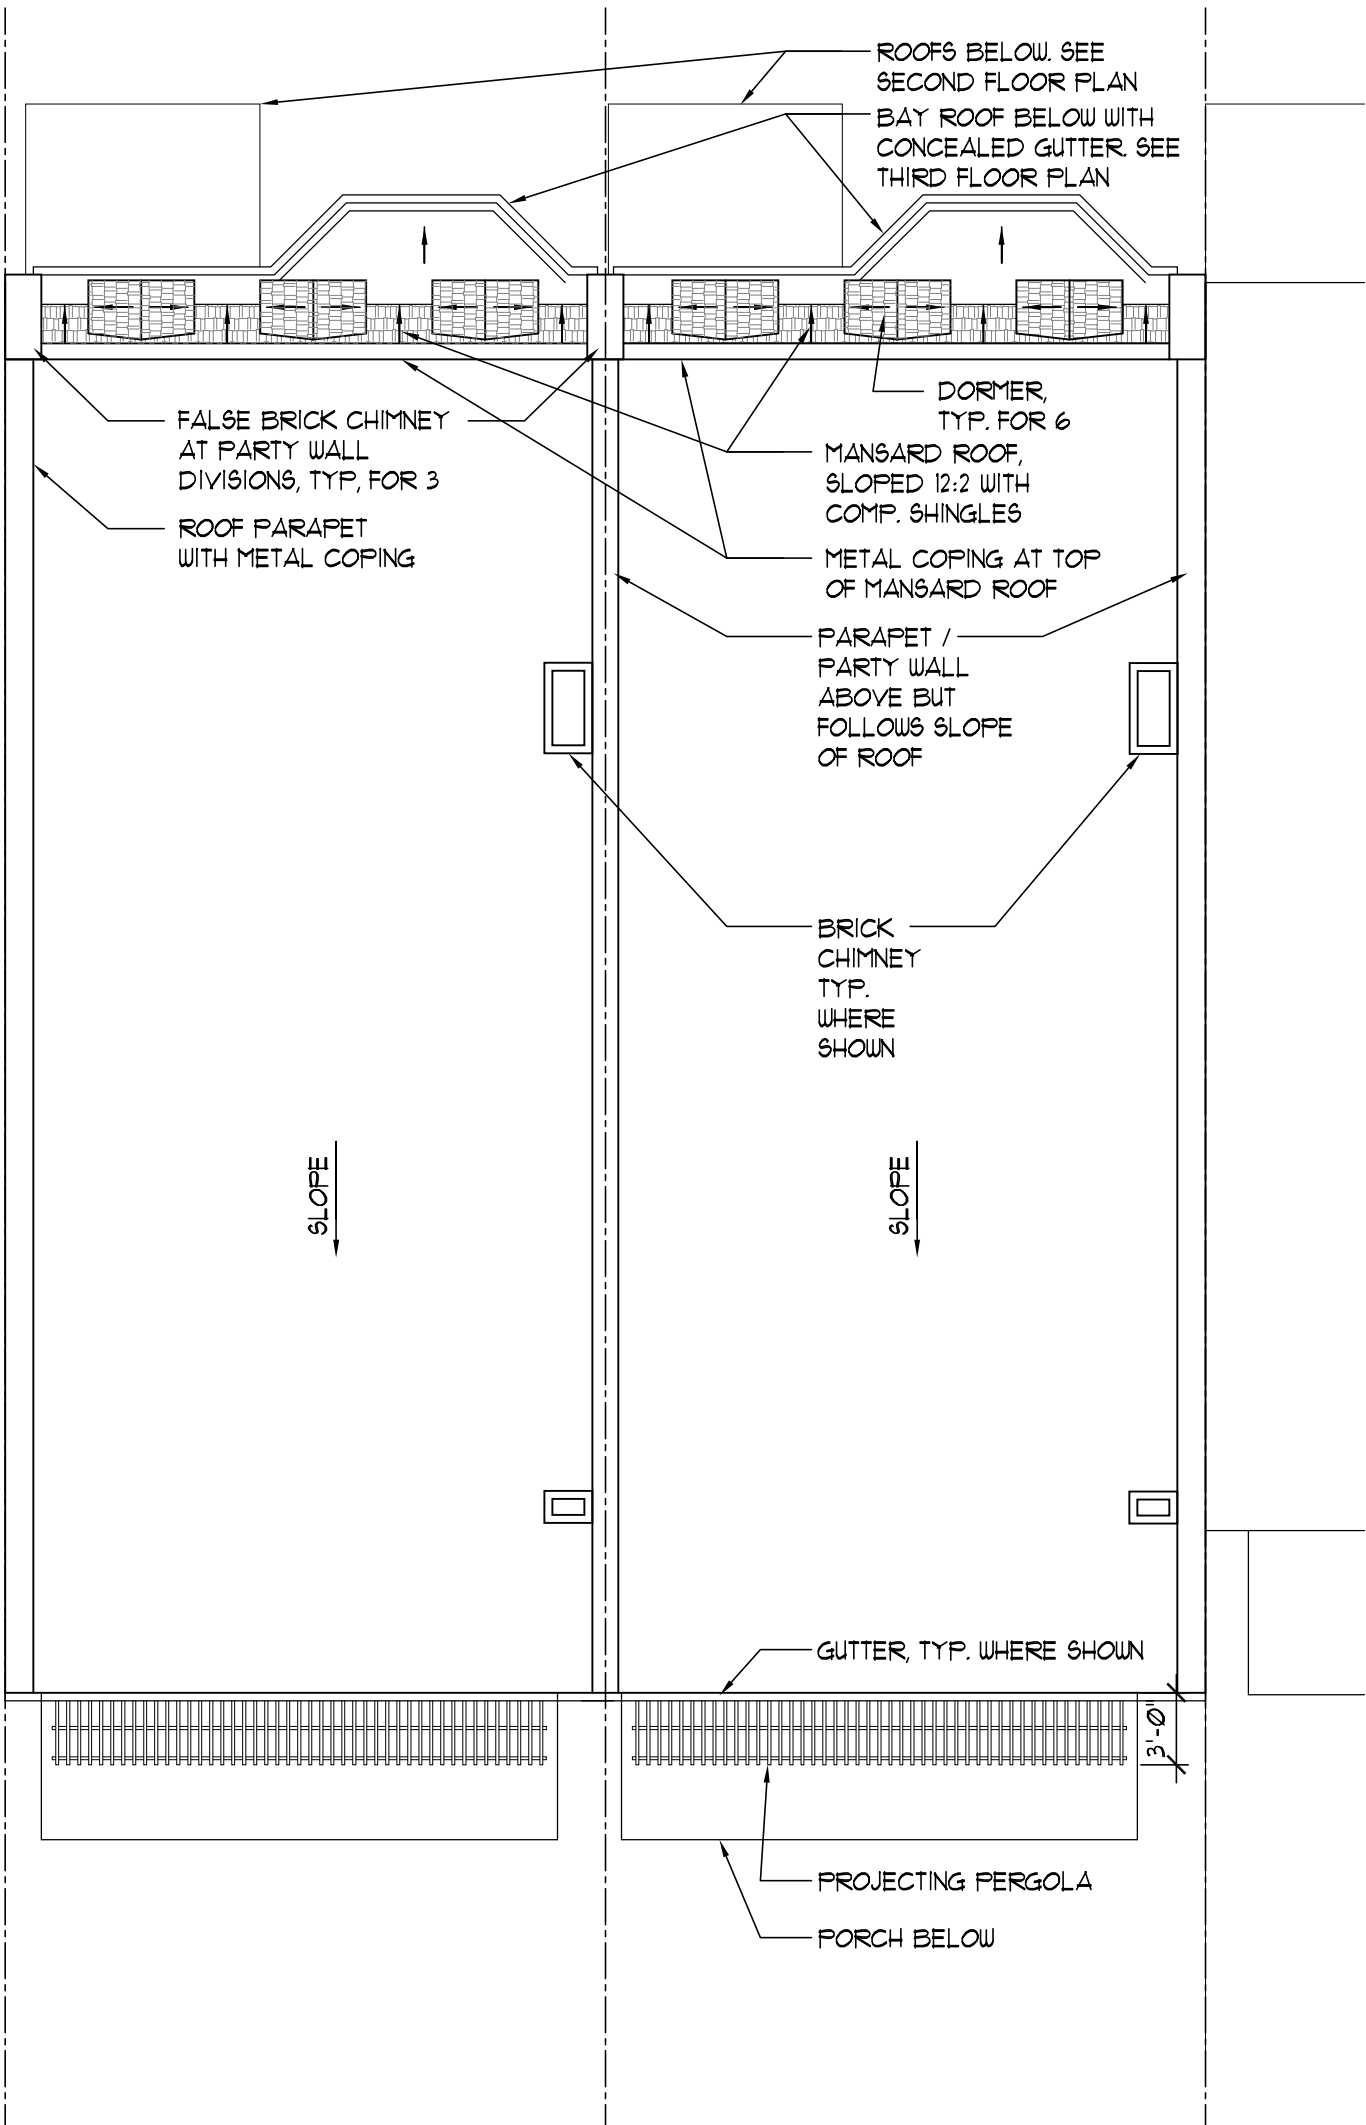 ROOFS BELOW. SEE
SECOND FLOOR PLAN
BAY ROOF BELOW WITH
CONCEALED GUTTER. SEE
THIRD FLOOR PLAN
DORMER,
TYP. FOR 6
FALSE BRICK CHIMNEY
AT PARTY WALL
DIVISIONS, TYP, FOR 3
MANSARD ROOF,
SLOPED 12:2 WITH
COMP. SHINGLES
ROOF PARAPET
WITH METAL COPING
METAL COPING AT TOP
OF MANSARD ROOF
PARAPET /
PARTY WALL
ABOVE BUT
FOLLOWS SLOPE
OF ROOF
BRICK
CHIMNEY
TYP.
WHERE
SHOWN
SLOPE
SLOPE
GUTTER, TYP. WHERE SHOWN
3'-0"
PROJECTING PERGOLA
PORCH BELOW